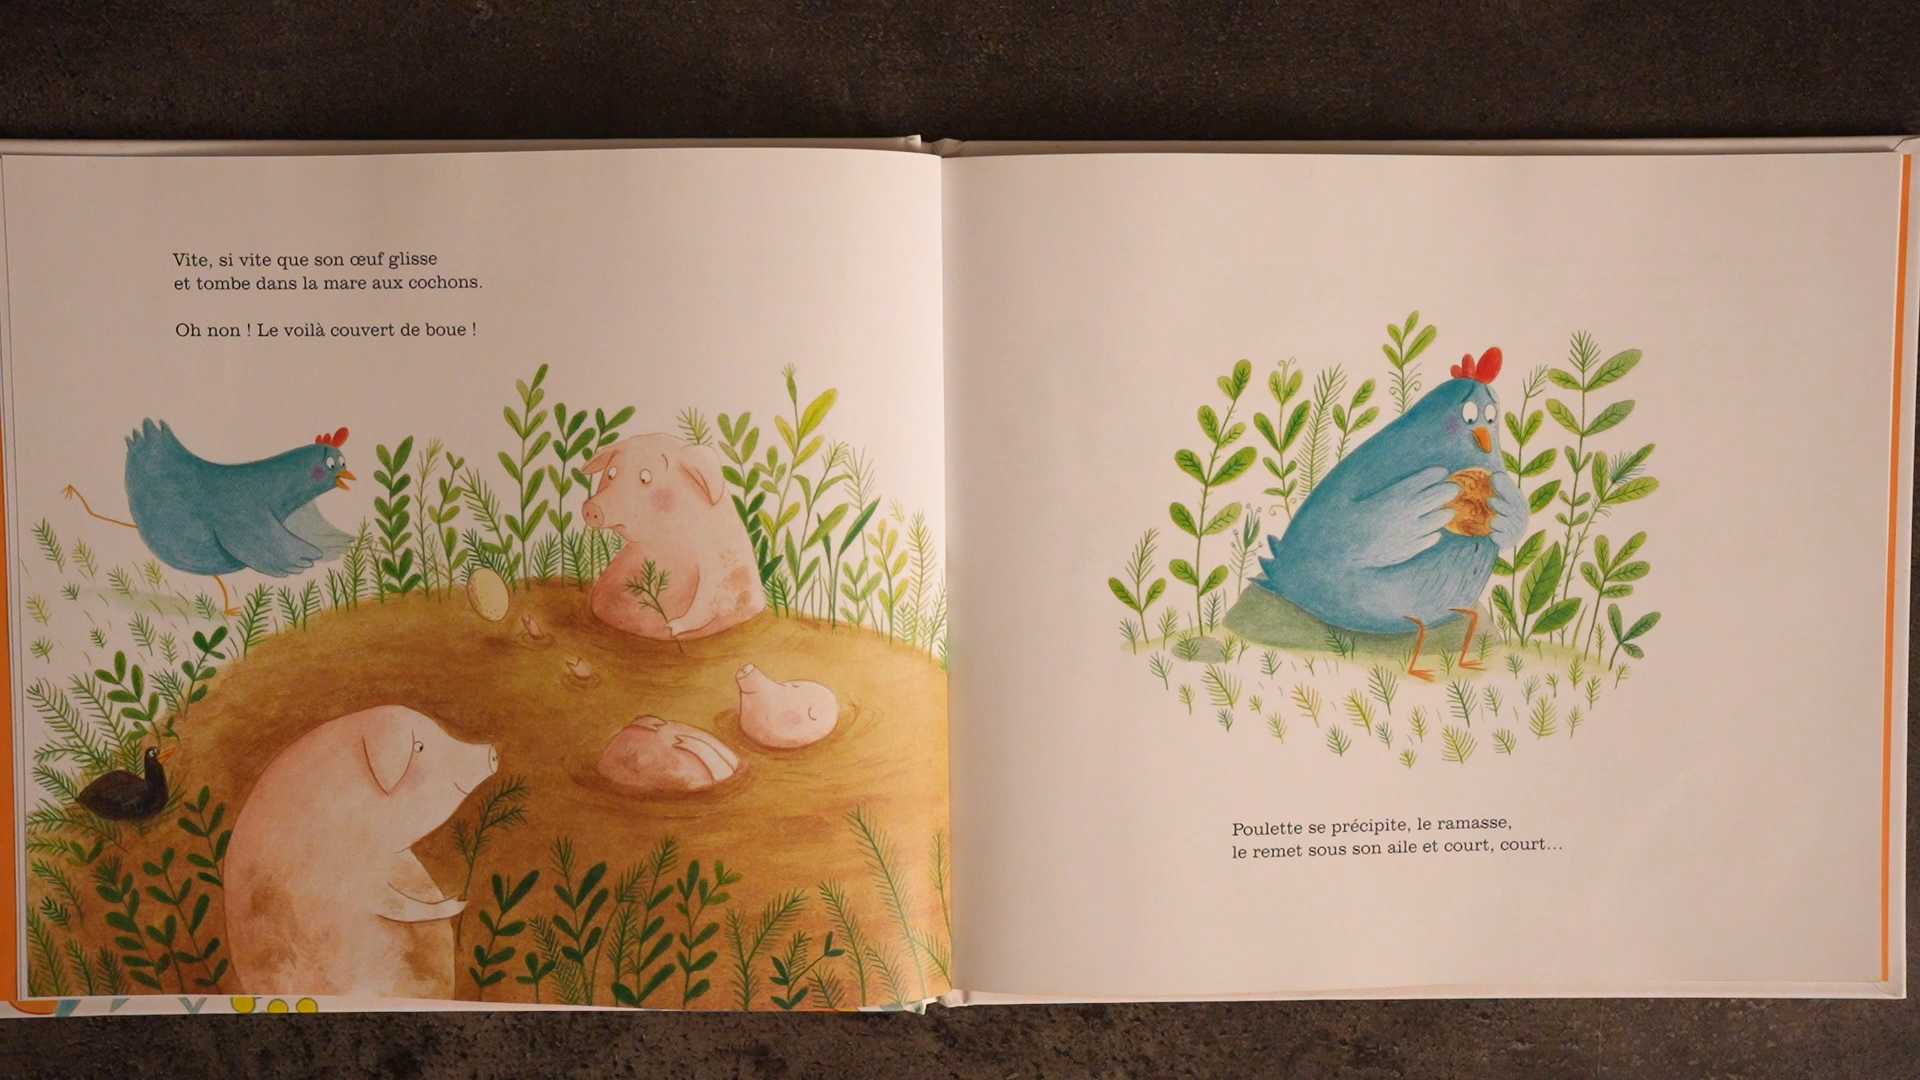 Vite, si vite que son œuf glisse
et tombe dans la mare aux cochons.
Oh non ! Le voilà couvert de boue !
Poulette se précipite, le ramasse,
le remet sous son aile et court, court...